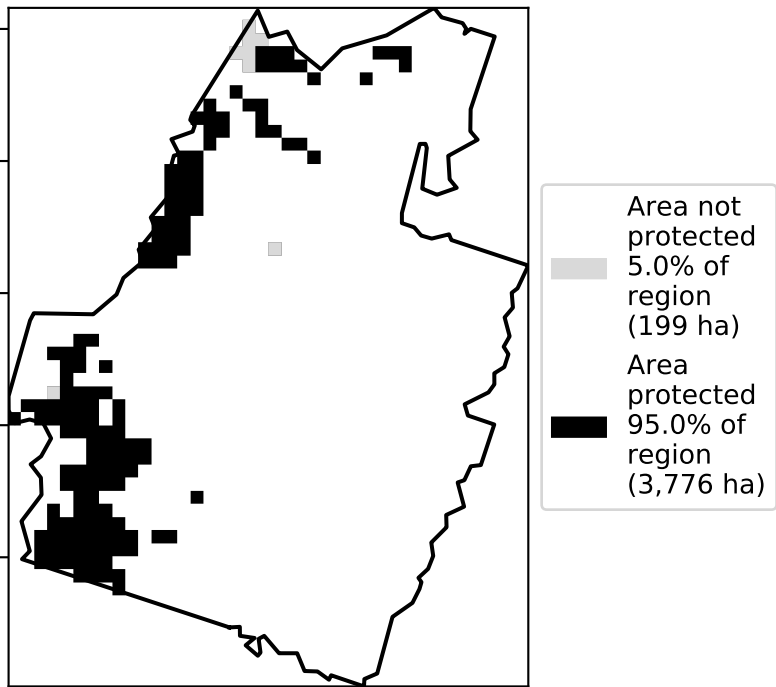 Area not
protected
5.0% of
region
(199 ha)
Area
protected
95.0% of
region
(3,776 ha)